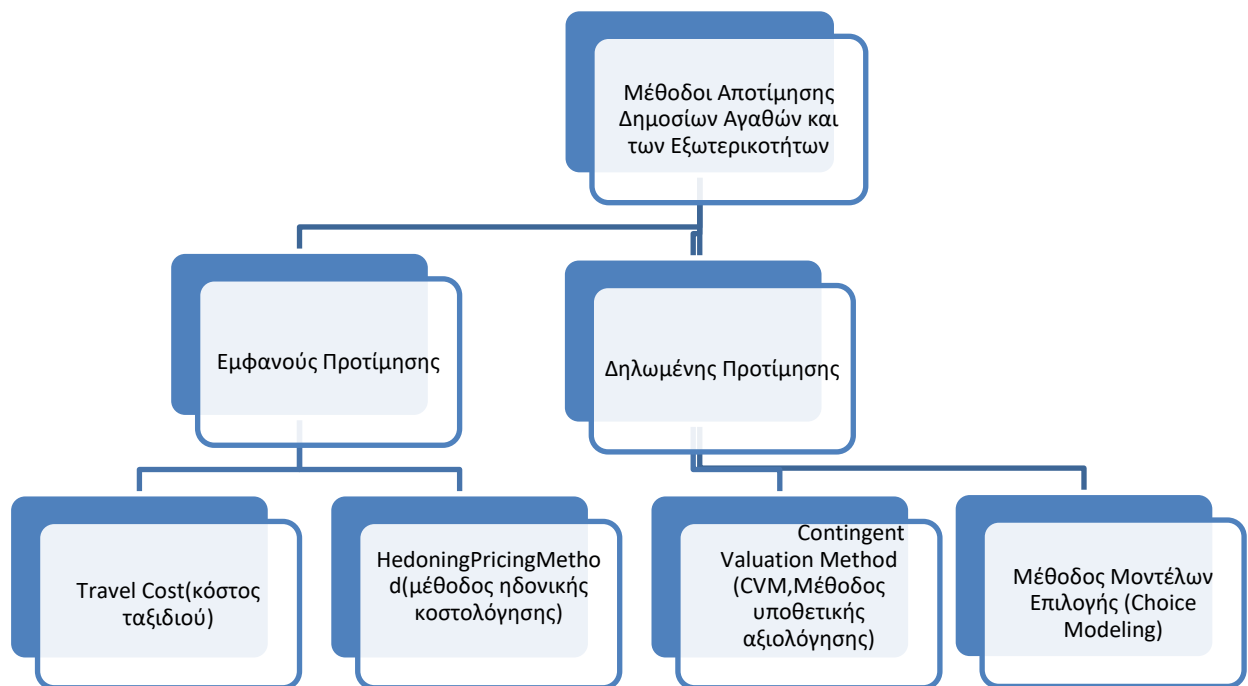 Μέθοδοι Αποτίμησης
Δημοσίων Αγαθών και
των Εξωτερικοτήτων
Εμφανούς Προτίμησης
Δηλωμένης Προτίμησης
Travel Cost(κόστος
ταξιδιού)
HedoningPricingMetho
d(μέθοδος ηδονικής
κοστολόγησης)
Contingent
Valuation Method
(CVM,Μέθοδος
υποθετικής
αξιολόγησης)
Μέθοδος Μοντέλων
Επιλογής (Choice
Modeling)